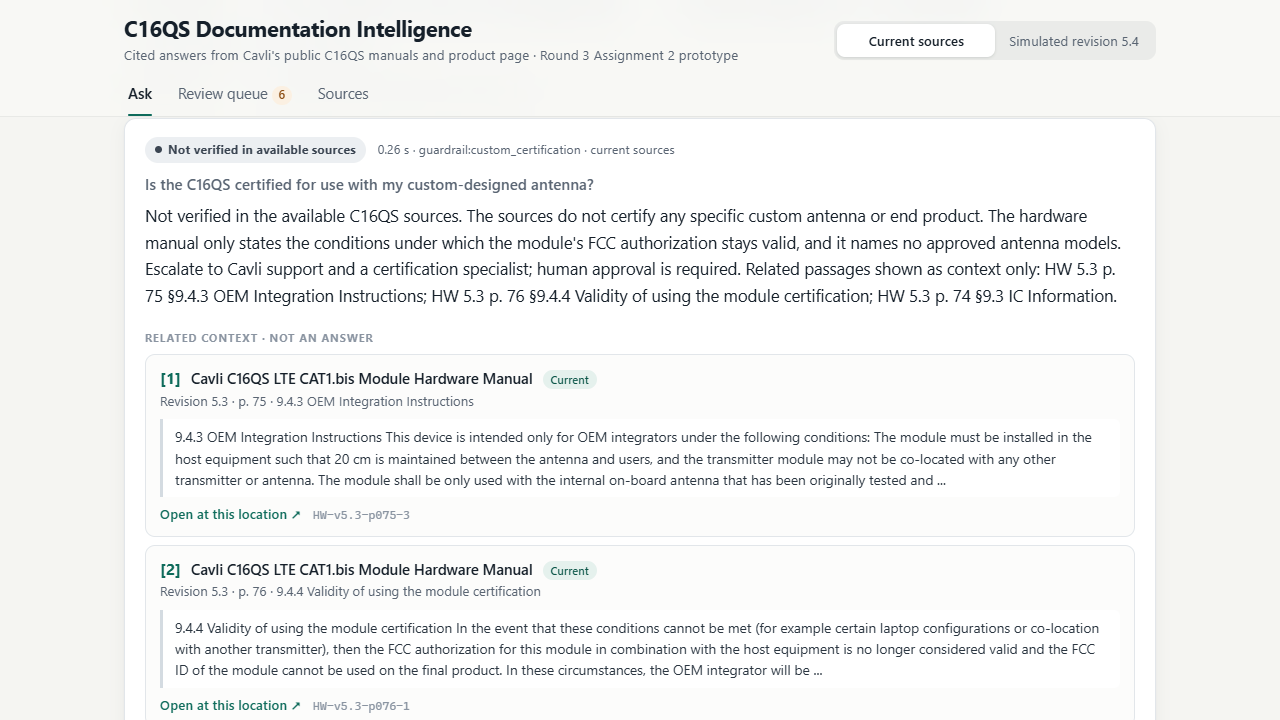 C16QS Documentation Intelligence
Cited answers from Cavli's public C16QS manuals and product page · Round 3 Assignment 2 prototype
Current sources
Simulated revision 5.4
Ask
Review queue 6
Sources
Not verified in available sources
0.26 s · guardrail:custom_certification · current sources
Is the C16QS certified for use with my custom-designed antenna?
Not verified in the available C16QS sources. The sources do not certify any specific custom antenna or end product. The hardware
manual only states the conditions under which the module's FCC authorization stays valid, and it names no approved antenna models.
Escalate to Cavli support and a certification specialist; human approval is required. Related passages shown as context only: HW 5.3 p.
75 §9.4.3 OEM Integration Instructions; HW 5.3 p. 76 §9.4.4 Validity of using the module certification; HW 5.3 p. 74 §9.3 IC Information.
RELATED CONTEXT · NOT AN ANSWER
[1] Cavli C16QS LTE CAT1.bis Module Hardware Manual Current
Revision 5.3 · p. 75 · 9.4.3 OEM Integration Instructions
9.4.3 OEM Integration Instructions This device is intended only for OEM integrators under the following conditions: The module must be installed in the
host equipment such that 20 cm is maintained between the antenna and users, and the transmitter module may not be co-located with any other
transmitter or antenna. The module shall be only used with the internal on-board antenna that has been originally tested and ...
Open at this location ↗ HW-v5.3-p075-3
[2] Cavli C16QS LTE CAT1.bis Module Hardware Manual Current
Revision 5.3 · p. 76 · 9.4.4 Validity of using the module certification
9.4.4 Validity of using the module certification In the event that these conditions cannot be met (for example certain laptop configurations or co-location
with another transmitter), then the FCC authorization for this module in combination with the host equipment is no longer considered valid and the FCC
ID of the module cannot be used on the final product. In these circumstances, the OEM integrator will be ...
Open at this location ↗ HW-v5.3-p076-1